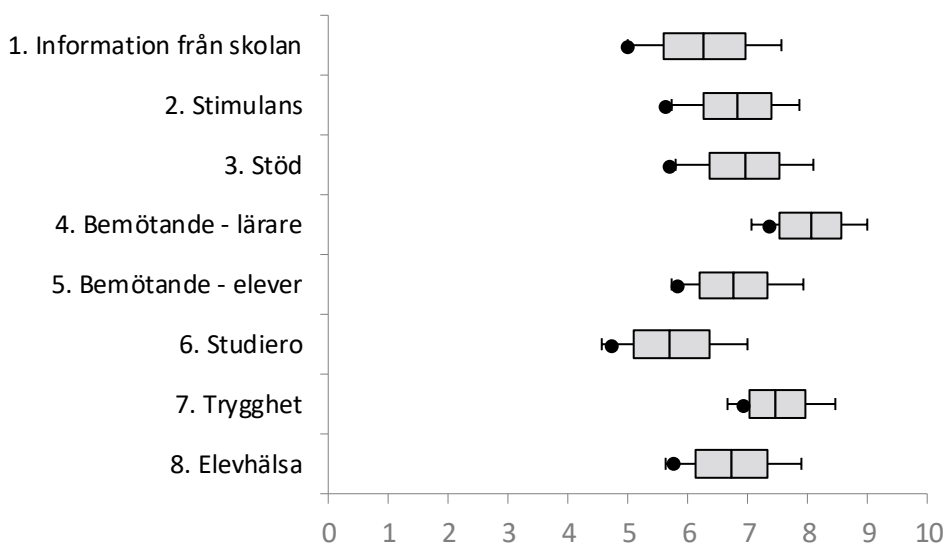 1. Information från skolan
2. Stimulans
3. Stöd
4. Bemötande - lärare
5. Bemötande - elever
6. Studiero
7. Trygghet
8. Elevhälsa
0 1 2 3 4 5 6 7 8 9 10